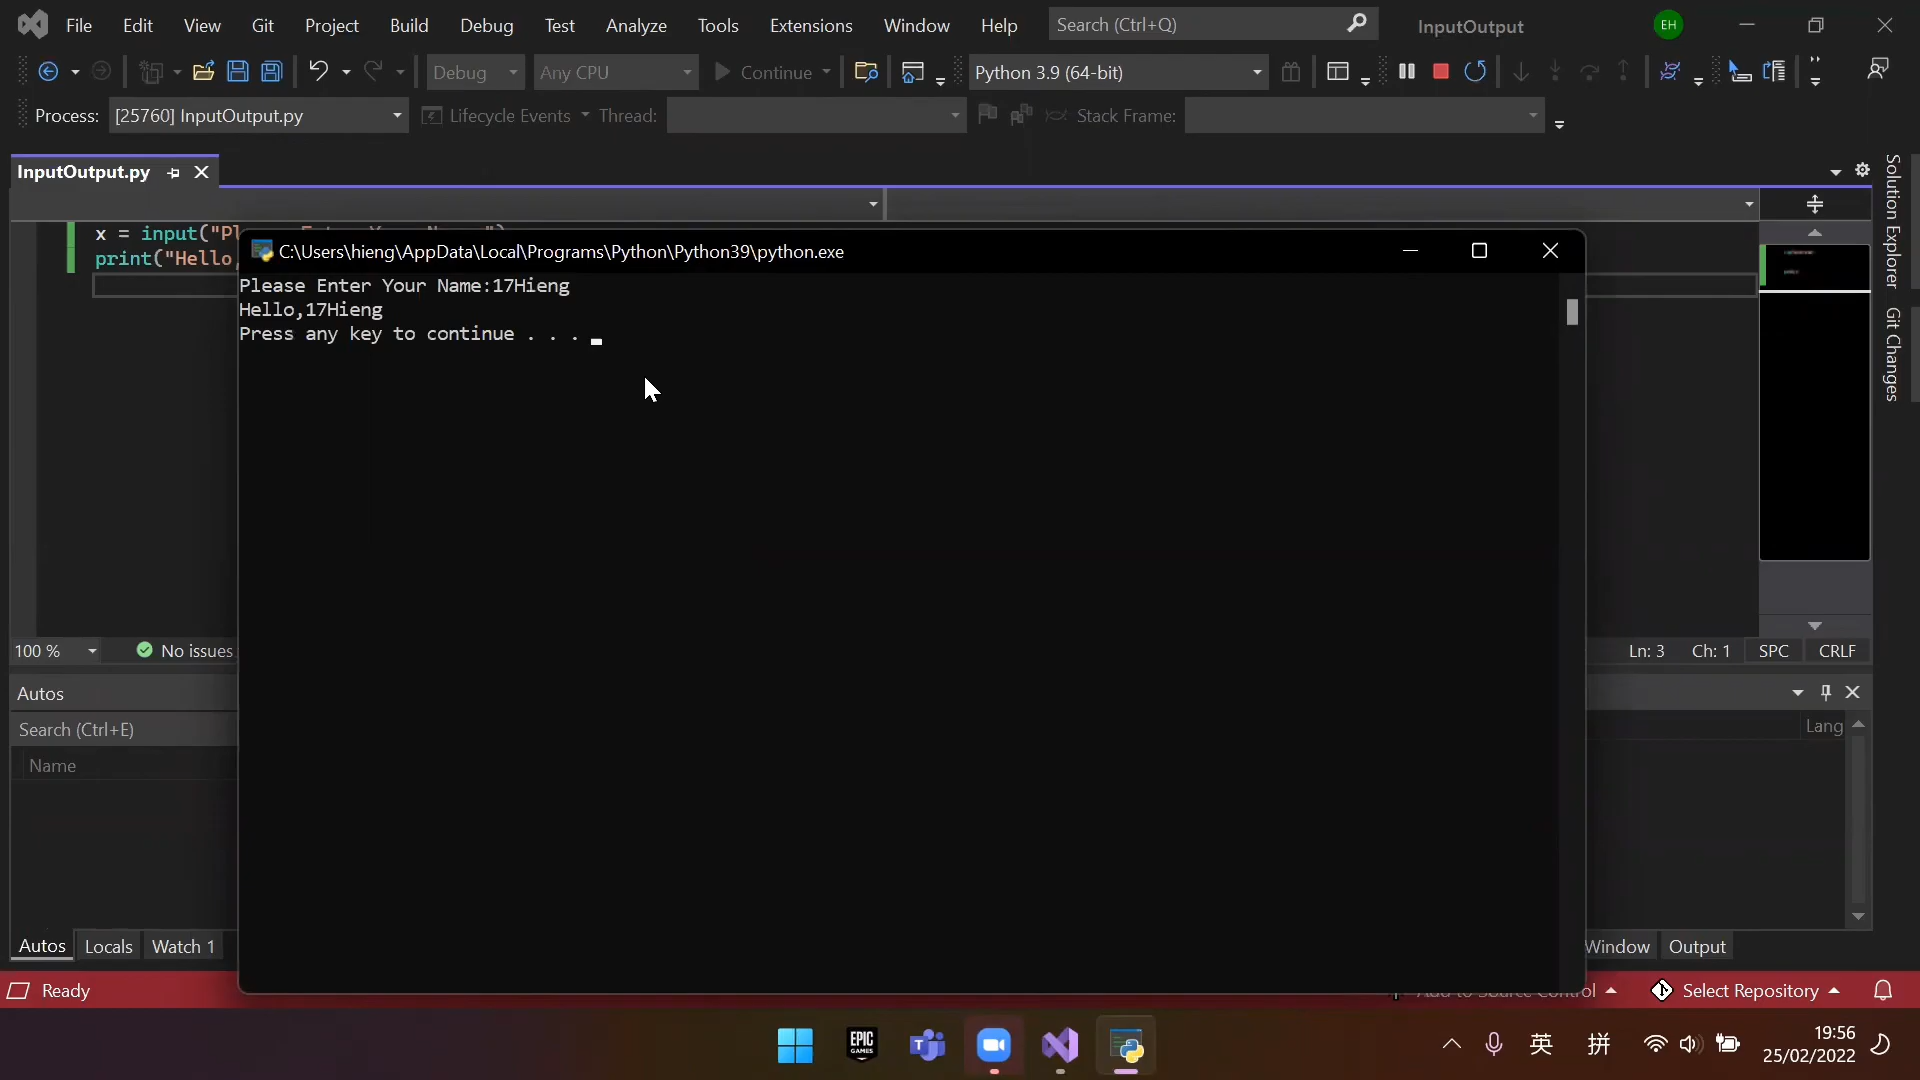 File Edit View Git Project Build Debug Test Analyze Tools Extensions Window Help Search (Ctrl+Q) InputOutput EH
Debug Any CPU Continue Python 3.9 (64-bit)
Process: [25760] InputOutput.py Lifecycle Events Thread: Stack Frame:
InputOutput.py
x = input("Pl
print("Hello,
C:\Users\hieng\AppData\Local\Programs\Python\Python39\python.exe
Please Enter Your Name:17Hieng
Hello,17Hieng
Press any key to continue . . .
Solution Explorer
Git Changes
100 % No issues Ln: 3 Ch: 1 SPC CRLF
Autos
Search (Ctrl+E) Lang
Name
Autos Locals Watch 1 Window Output
Ready Select Repository
EPIC GAMES
英 拼 19:56
25/02/2022